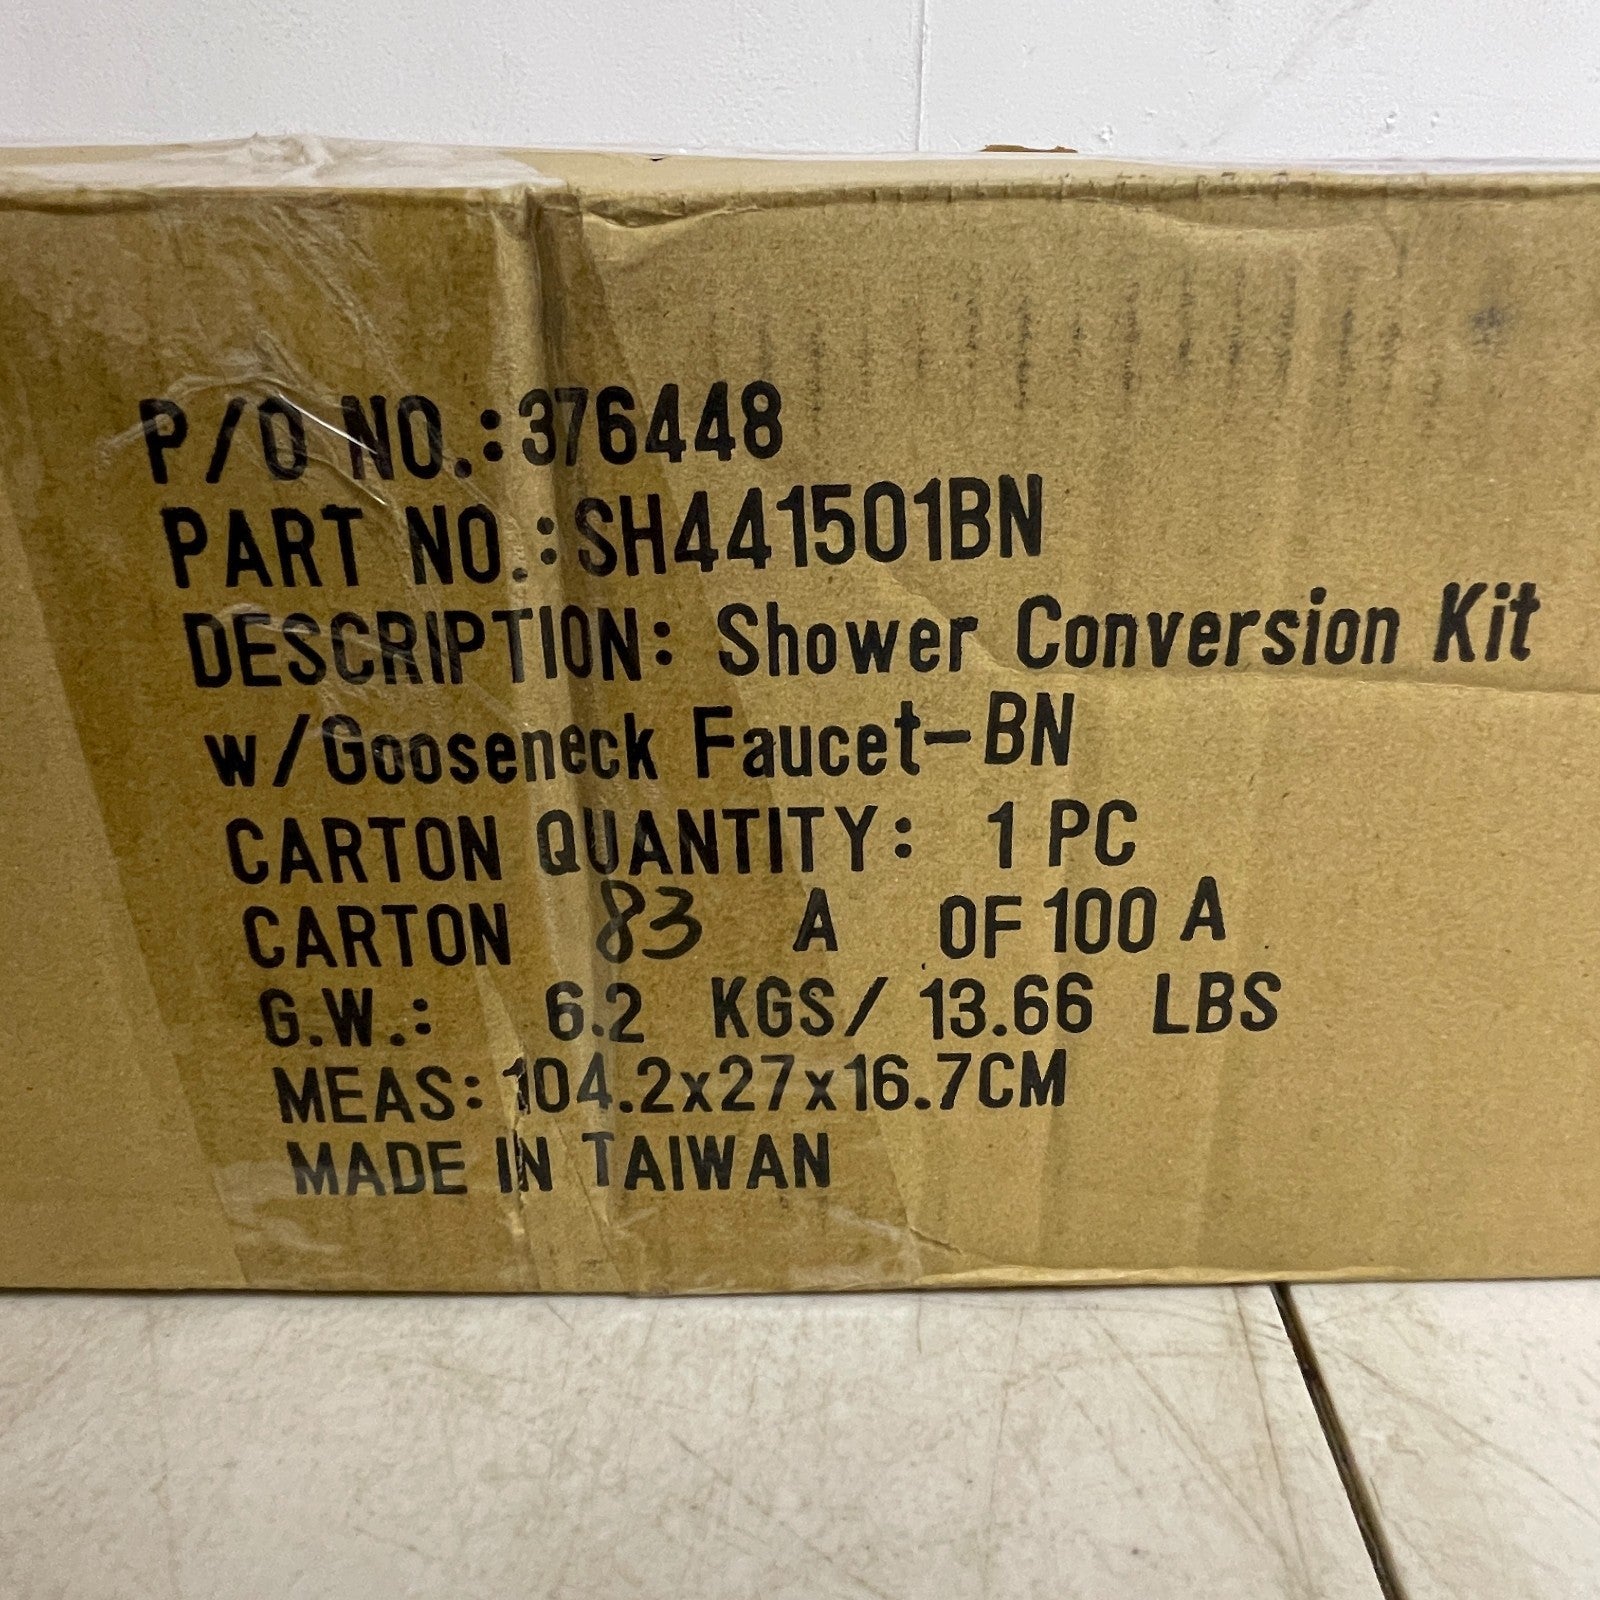 P/O NO.:376448
PART NO.:SH441501BN
DESCRIPTION: Shower Conversion Kit
w/Gooseneck Faucet-BN
CARTON QUANTITY: 1 PC
CARTON 83 A OF 100 A
G.W.: 6.2 KGS/ 13.66 LBS
MEAS: 104.2x27x16.7CM
MADE IN TAIWAN